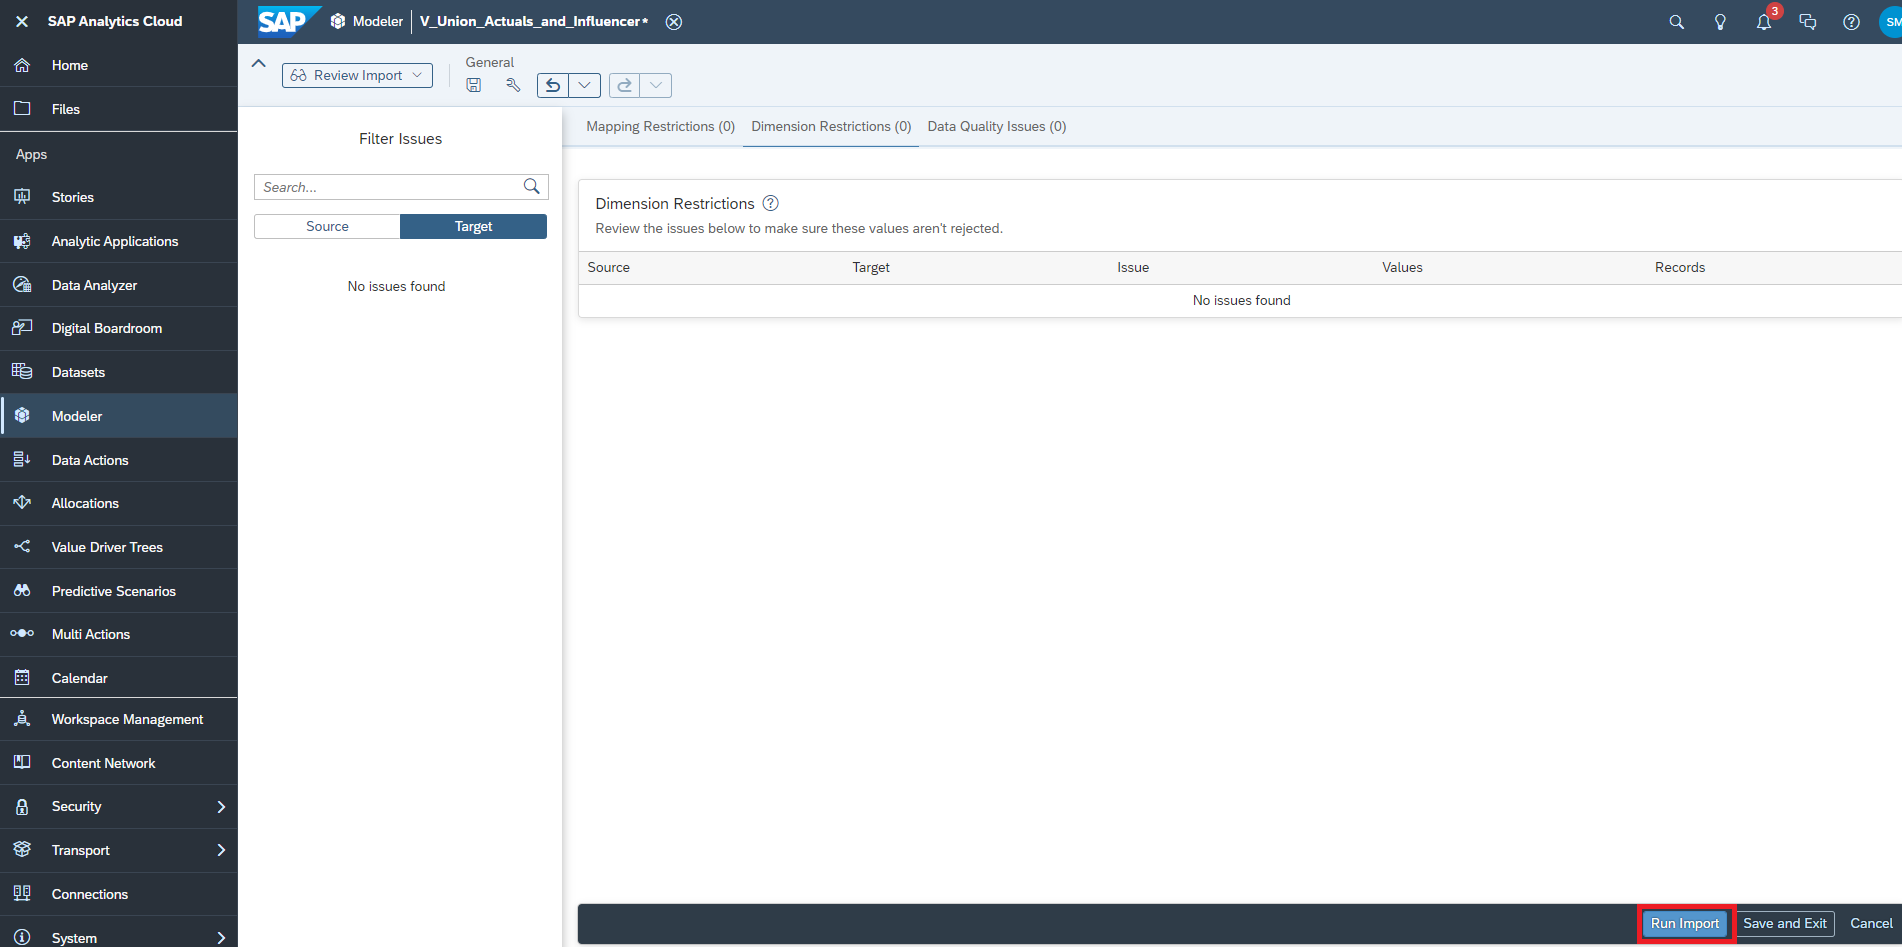 SAP Analytics Cloud
Home
Files
Apps
Stories
Analytic Applications
Data Analyzer
Digital Boardroom
Datasets
Modeler
Data Actions
Allocations
Value Driver Trees
Predictive Scenarios
Multi Actions
Calendar
Workspace Management
Content Network
Security
Transport
Connections
System
SAP Modeler V_Union_Actuals_and_Influencer*
3
SM
Review Import
General
Filter Issues
Search...
Source Target
No issues found
Mapping Restrictions (0) Dimension Restrictions (0) Data Quality Issues (0)
Dimension Restrictions
Review the issues below to make sure these values aren't rejected.
Source Target Issue Values Records
No issues found
Run Import Save and Exit Cancel